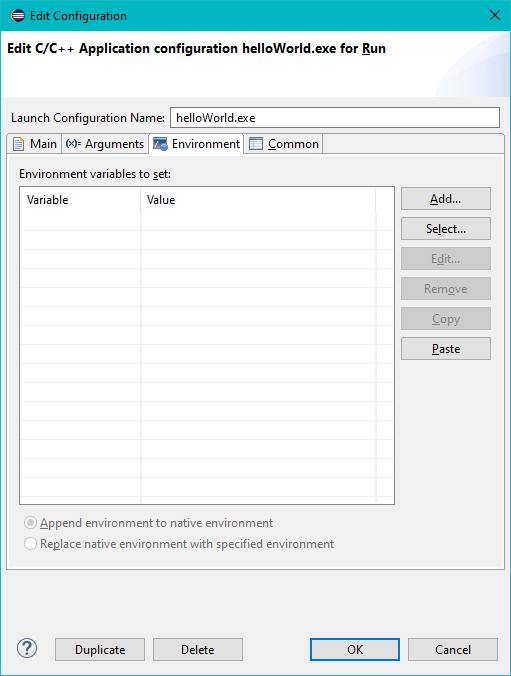 Edit Configuration
Edit C/C++ Application configuration helloWorld.exe for Run
Launch Configuration Name: helloWorld.exe
Main (x)= Arguments Environment Common
Environment variables to set:
Variable Value
Add...
Select...
Edit...
Remove
Copy
Paste
Append environment to native environment
Replace native environment with specified environment
? Duplicate Delete OK Cancel